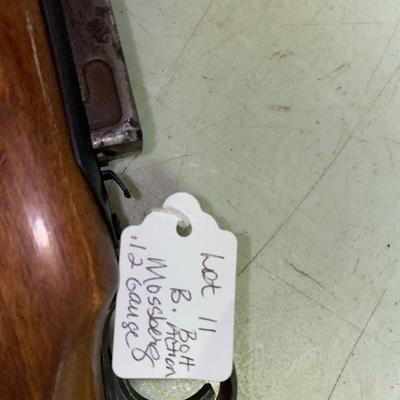 Lot 11
Bolt
B. Action
Mossberg
.12 Gauge